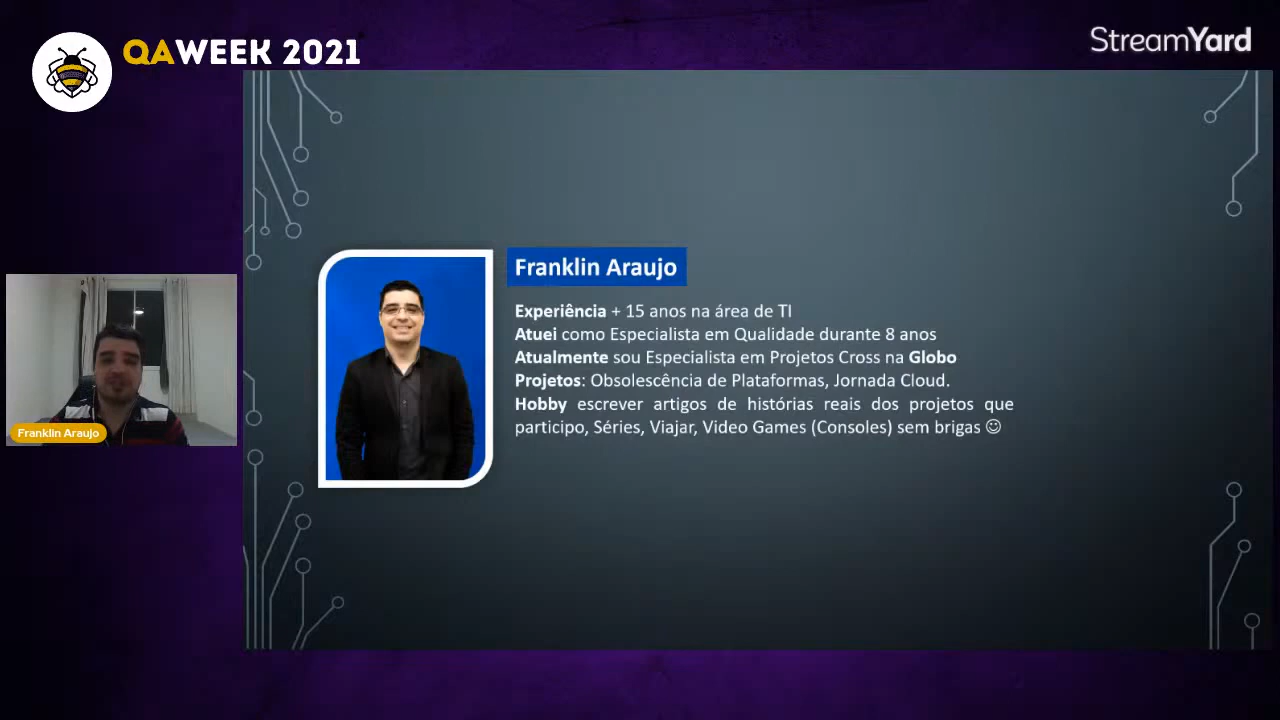 QAWEEK 2021
StreamYard
Franklin Araujo
Experiência + 15 anos na área de TI
Atuei como Especialista em Qualidade durante 8 anos
Atualmente sou Especialista em Projetos Cross na Globo
Projetos: Obsolescência de Plataformas, Jornada Cloud.
Hobby escrever artigos de histórias reais dos projetos que
participo, Séries, Viajar, Video Games (Consoles) sem brigas ☺
Franklin Araujo